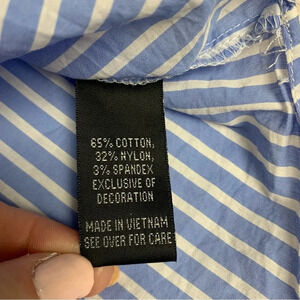 65% COTTON,
32% NYLON,
3% SPANDEX
EXCLUSIVE OF
DECORATION
MADE IN VIETNAM
SEE OVER FOR CARE